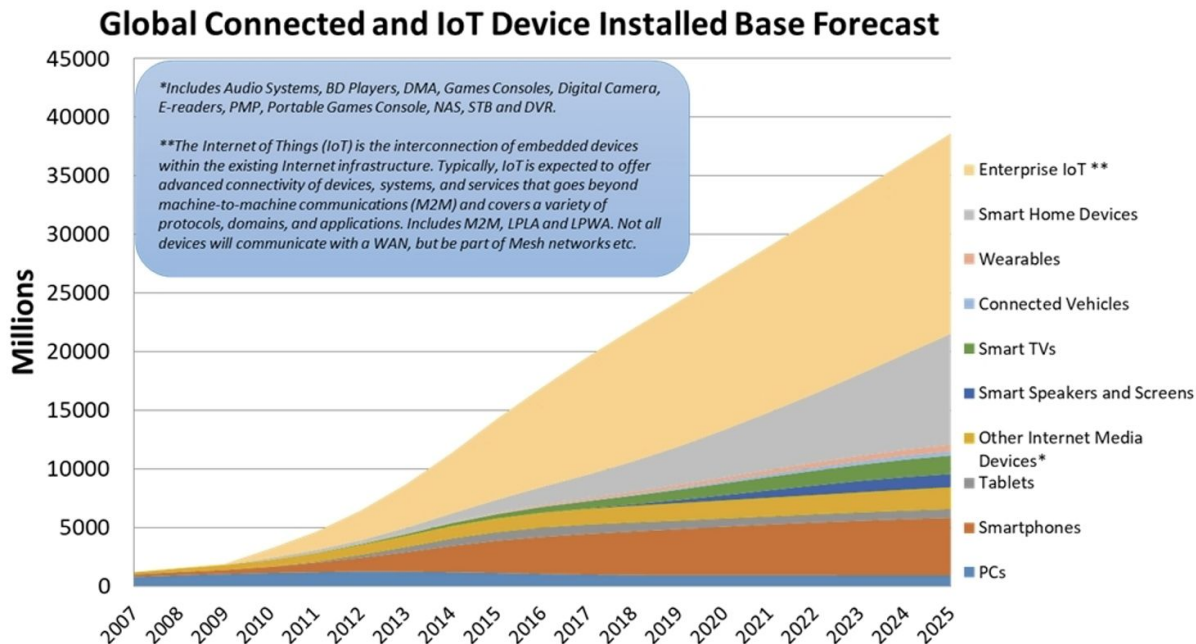 Global Connected and IoT Device Installed Base Forecast
45000
40000
35000
30000
25000
20000
15000
10000
5000
0
Millions
*Includes Audio Systems, BD Players, DMA, Games Consoles, Digital Camera,
E-readers, PMP, Portable Games Console, NAS, STB and DVR.
**The Internet of Things (IoT) is the interconnection of embedded devices
within the existing Internet infrastructure. Typically, IoT is expected to offer
advanced connectivity of devices, systems, and services that goes beyond
machine-to-machine communications (M2M) and covers a variety of
protocols, domains, and applications. Includes M2M, LPLA and LPWA. Not all
devices will communicate with a WAN, but be part of Mesh networks etc.
Enterprise IoT **
Smart Home Devices
Wearables
Connected Vehicles
Smart TVs
Smart Speakers and Screens
Other Internet Media
Devices*
Tablets
Smartphones
PCs
2007
2008
2009
2010
2011
2012
2013
2014
2015
2016
2017
2018
2019
2020
2021
2022
2023
2024
2025